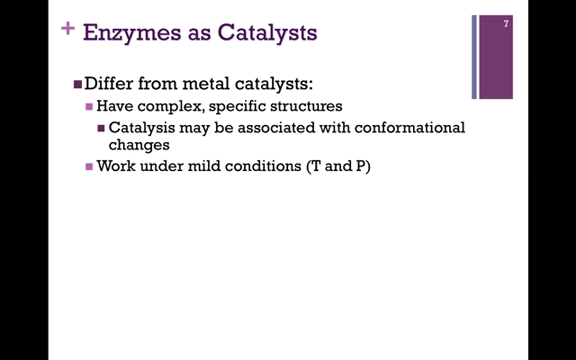 7
+ Enzymes as Catalysts
Differ from metal catalysts:
Have complex, specific structures
Catalysis may be associated with conformational
changes
Work under mild conditions (T and P)